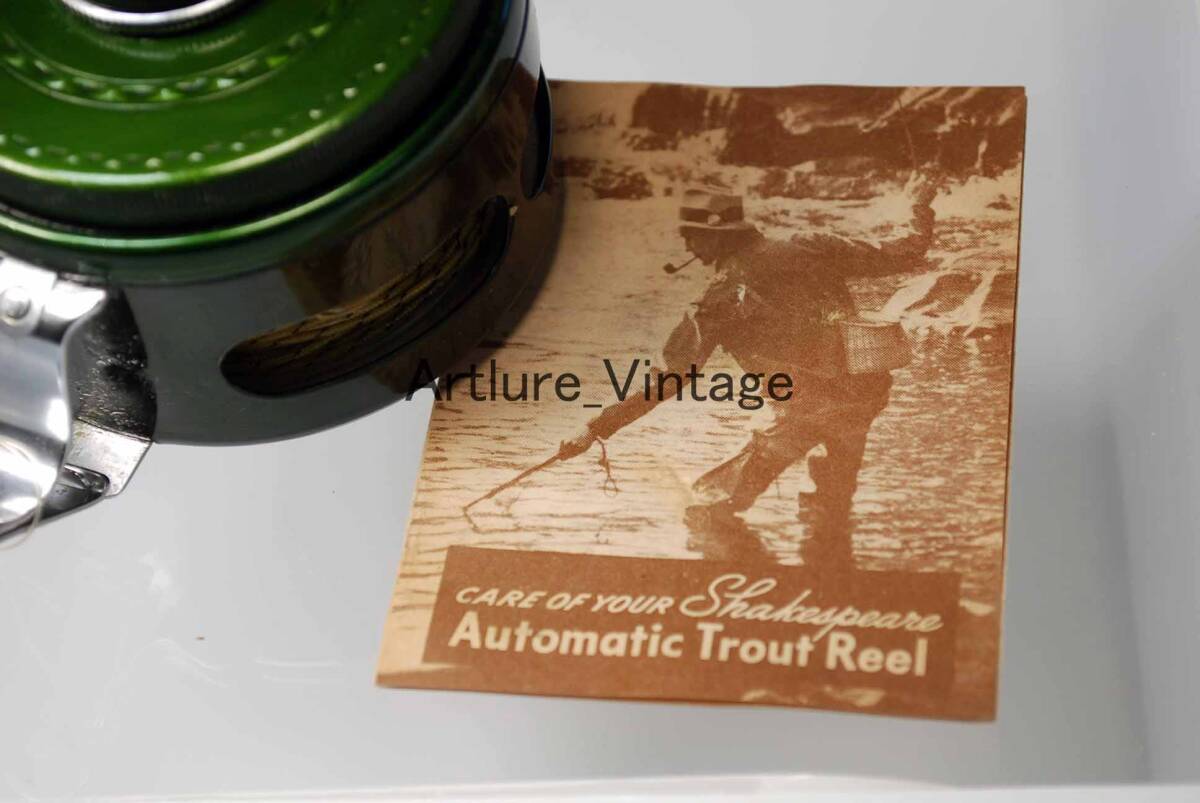 Artlure_Vintage
CARE OF YOUR Shakespeare
Automatic Trout Reel